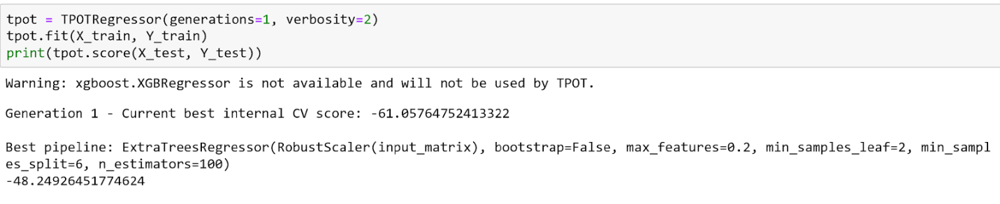 tpot = TPOTRegressor(generations=1, verbosity=2)
tpot.fit(X_train, Y_train)
print(tpot.score(X_test, Y_test))
Warning: xgboost.XGBRegressor is not available and will not be used by TPOT.
Generation 1 - Current best internal CV score: -61.05764752413322
Best pipeline: ExtraTreesRegressor(RobustScaler(input_matrix), bootstrap=False, max_features=0.2, min_samples_leaf=2, min_sampl
es_split=6, n_estimators=100)
-48.24926451774624